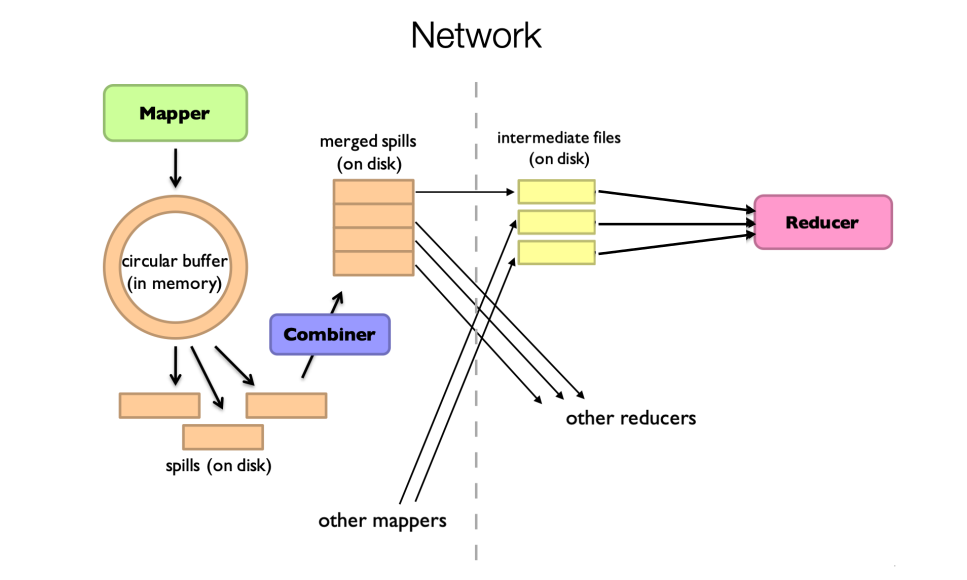 Network
Mapper
merged spills
(on disk)
intermediate files
(on disk)
Reducer
circular buffer
(in memory)
Combiner
spills (on disk)
other reducers
other mappers